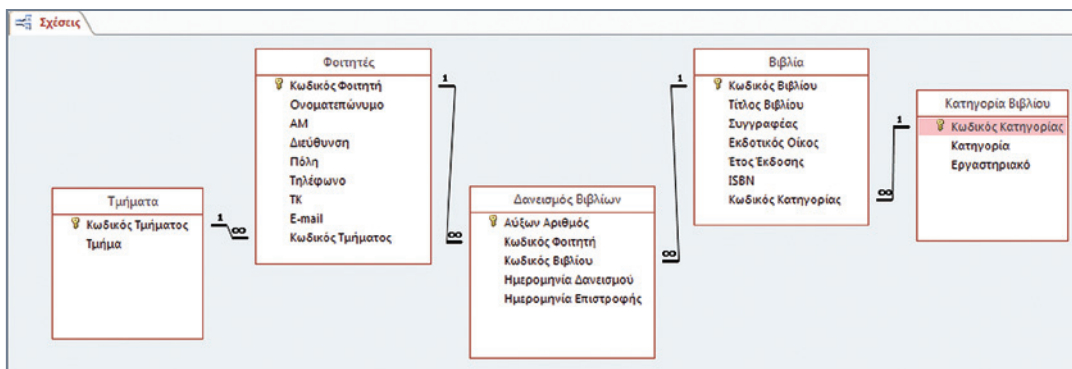 Σχέσεις
Τμήματα
Κωδικός Τμήματος
Τμήμα
1
∞
Φοιτητές
Κωδικός Φοιτητή
Ονοματεπώνυμο
ΑΜ
Διεύθυνση
Πόλη
Τηλέφωνο
ΤΚ
E-mail
Κωδικός Τμήματος
1
∞
Δανεισμός Βιβλίων
Αύξων Αριθμός
Κωδικός Φοιτητή
Κωδικός Βιβλίου
Ημερομηνία Δανεισμού
Ημερομηνία Επιστροφής
1
∞
Βιβλία
Κωδικός Βιβλίου
Τίτλος Βιβλίου
Συγγραφέας
Εκδοτικός Οίκος
Έτος Έκδοσης
ISBN
Κωδικός Κατηγορίας
1
∞
Κατηγορία Βιβλίου
Κωδικός Κατηγορίας
Κατηγορία
Εργαστηριακό